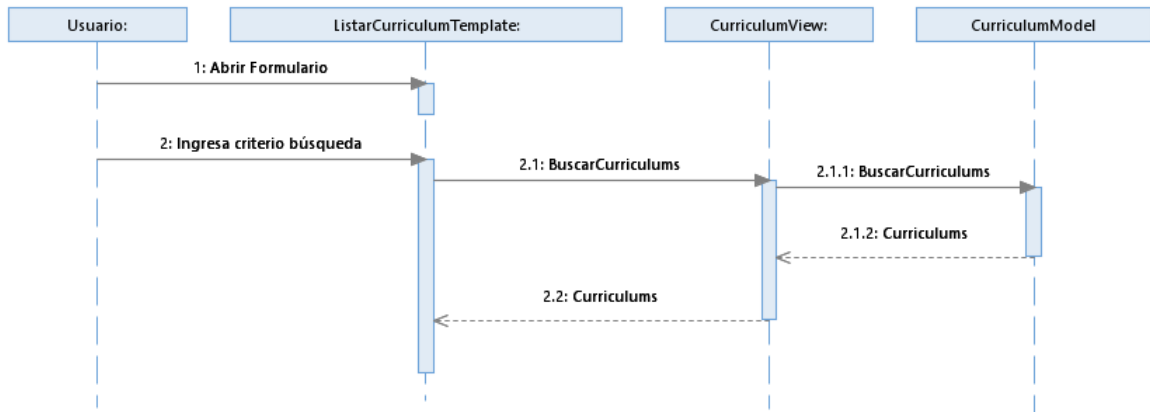 Usuario:
ListarCurriculumTemplate:
CurriculumView:
CurriculumModel
1: Abrir Formulario
2: Ingresa criterio búsqueda
2.1: BuscarCurriculums
2.1.1: BuscarCurriculums
2.1.2: Curriculums
2.2: Curriculums